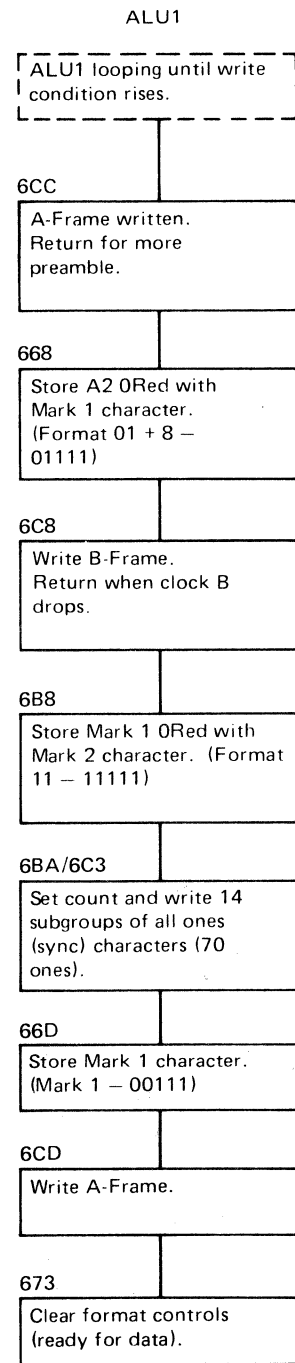 ALU1
ALU1 looping until write
condition rises.
6CC
A-Frame written.
Return for more
preamble.
668
Store A2 0Red with
Mark 1 character.
(Format 01 + 8 –
01111)
6C8
Write B-Frame.
Return when clock B
drops.
6B8
Store Mark 1 0Red with
Mark 2 character. (Format
11 – 11111)
6BA/6C3
Set count and write 14
subgroups of all ones
(sync) characters (70
ones).
66D
Store Mark 1 character.
(Mark 1 – 00111)
6CD
Write A-Frame.
673
Clear format controls
(ready for data).